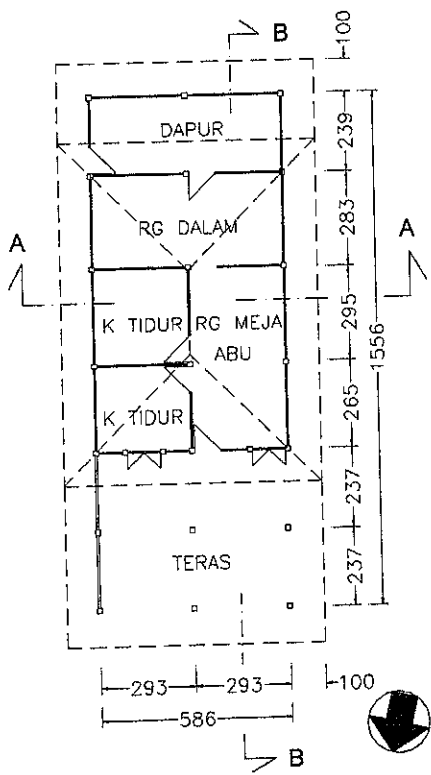 B
100
DAPUR
239
RG DALAM
283
A
A
K TIDUR
RG MEJA
ABU
295
1556
K TIDUR
265
237
TERAS
237
293
293
100
586
B